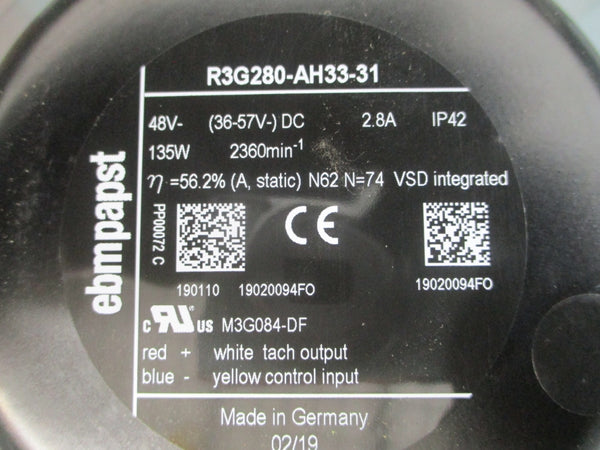 R3G280-AH33-31
48V- (36-57V-) DC 2.8A IP42
135W 2360min-1
η =56.2% (A, static) N62 N=74 VSD integrated
ebmpapst
PP00072 C
CE
190110 19020094FO
19020094FO
c RU US M3G084-DF
red + white tach output
blue - yellow control input
Made in Germany
02/19